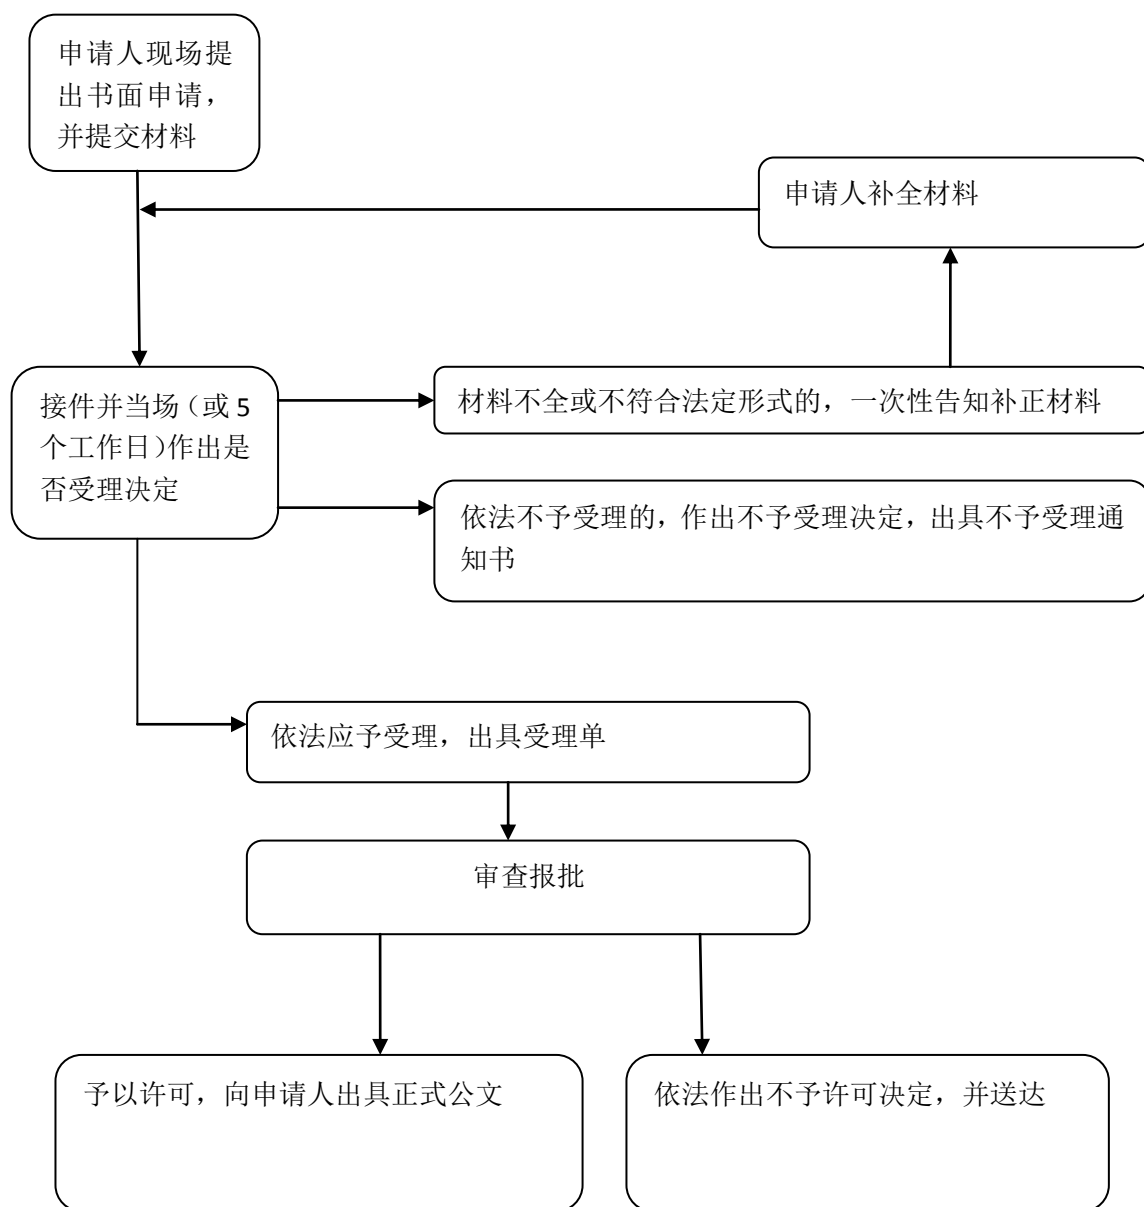 申请人现场提
出书面申请，
并提交材料
申请人补全材料
接件并当场（或 5
个工作日）作出是
否受理决定
材料不全或不符合法定形式的，一次性告知补正材料
依法不予受理的，作出不予受理决定，出具不予受理通
知书
依法应予受理，出具受理单
审查报批
予以许可，向申请人出具正式公文
依法作出不予许可决定，并送达